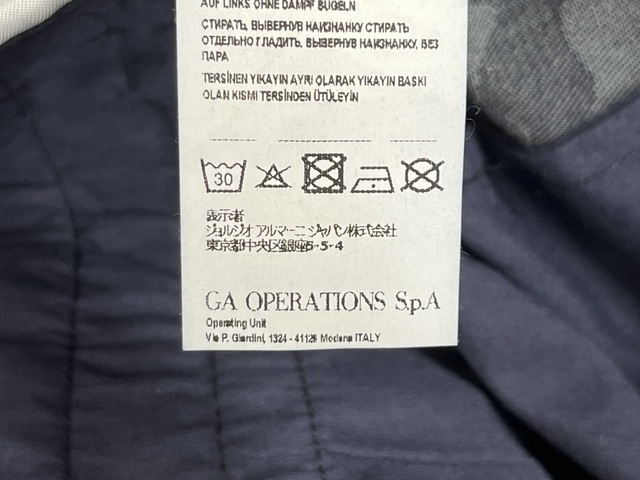 AUF LINKS OHNE DAMPF BÜGELN
СТИРАТЬ, ВЫВЕРНУВ НАИЗНАНКУ СТИРАТЬ
ОТДЕЛЬНО ГЛАДИТЬ, ВЫВЕРНУВ НАИЗНАНКУ, БЕЗ
ПАРА
TERSİNEN YIKAYIN AYRI OLARAK YIKAYIN BASKI
OLAN KISMI TERSİNDEN ÜTÜLEYİN
30
表示者
ジョルジオ アルマーニ ジャパン株式会社
東京都中央区銀座5-5-4
GA OPERATIONS S.p.A
Operating Unit
Via P. Giardini, 1324 - 41126 Modena ITALY